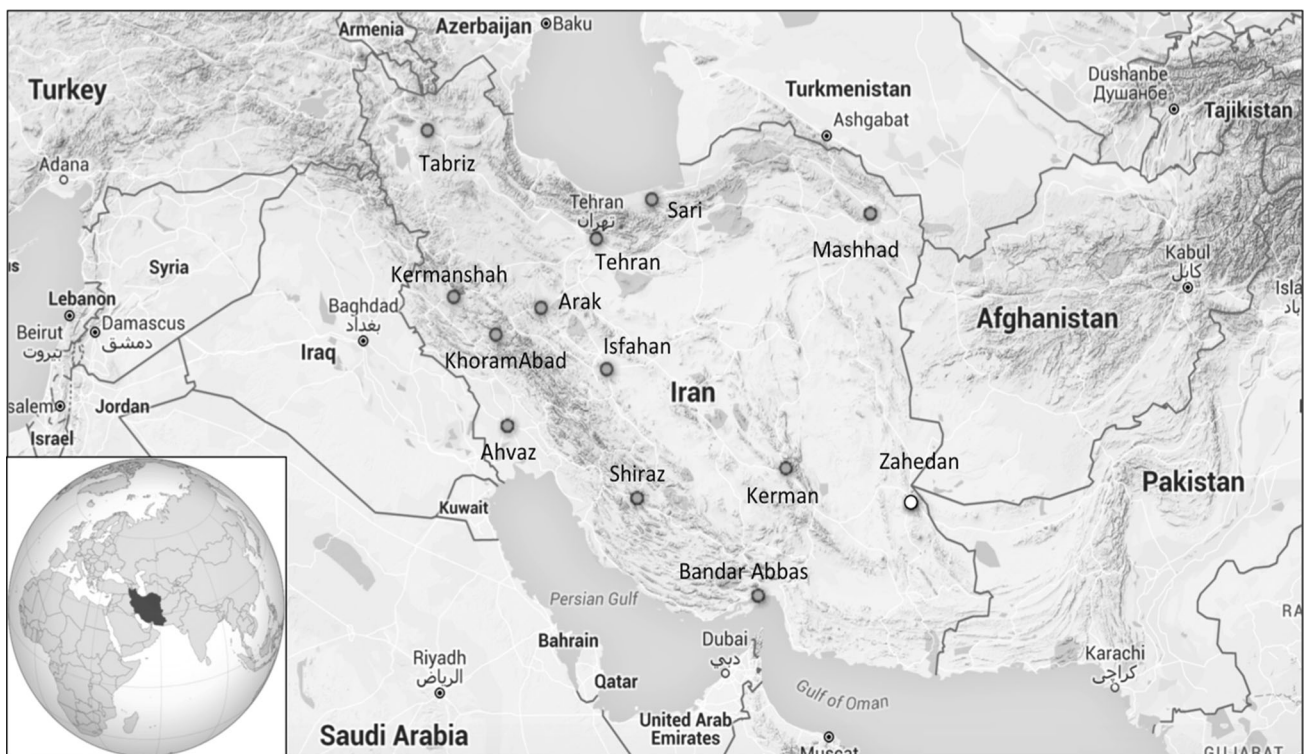 Armenia
Azerbaijan
Baku
Turkey
Turkmenistan
Ashgabat
Dushanbe
Душанбе
Tajikistan
Adana
Tabriz
Tehran
تهران
Sari
Mashhad
Tehran
Kabul
كابل
Syria
Kermanshah
Arak
Lebanon
Baghdad
بغداد
Beirut
بيروت
Damascus
دمشق
Afghanistan
Iraq
KhoramAbad
Isfahan
Iran
salem
Jordan
Israel
Ahvaz
Shiraz
Kerman
Zahedan
Pakistan
Kuwait
Bandar Abbas
Persian Gulf
Bahrain
Dubai
دبي
Riyadh
الرياض
Qatar
Karachi
کراچی
Gulf of Oman
United Arab
Emirates
Saudi Arabia
Muscat
GUJARAT